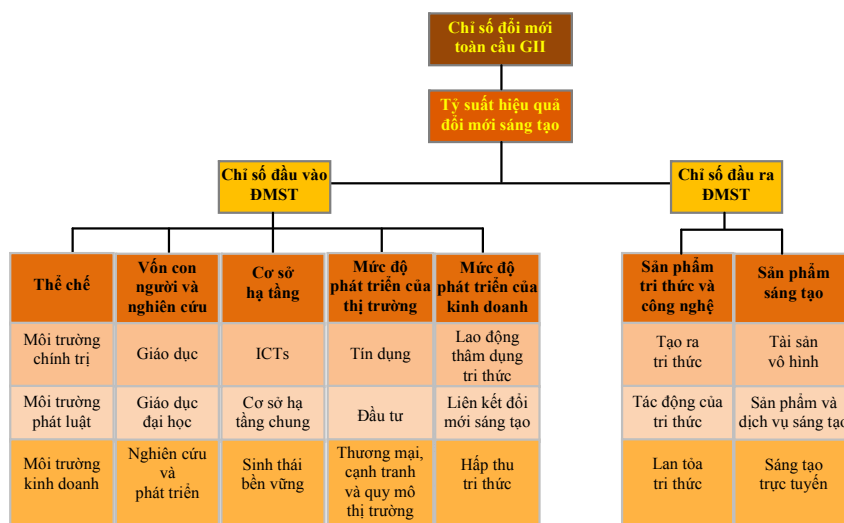 Chỉ số đổi mới
toàn cầu GII
Tỷ suất hiệu quả
đổi mới sáng tạo
Chỉ số đầu vào
ĐMST
Chỉ số đầu ra
ĐMST
Thể chế
Vốn con
người và
nghiên cứu
Cơ sở
hạ tầng
Mức độ
phát triển của
thị trường
Mức độ
phát triển của
kinh doanh
Sản phẩm
tri thức và
công nghệ
Sản phẩm
sáng tạo
Môi trường
chính trị
Giáo dục
ICTs
Tín dụng
Lao động
thâm dụng
tri thức
Tạo ra
tri thức
Tài sản
vô hình
Môi trường
phát luật
Giáo dục
đại học
Cơ sở hạ
tầng chung
Đầu tư
Liên kết đổi
mới sáng tạo
Tác động của
tri thức
Sản phẩm và
dịch vụ sáng tạo
Môi trường
kinh doanh
Nghiên cứu
và
phát triển
Sinh thái
bền vững
Thương mại,
cạnh tranh
và quy mô
thị trường
Hấp thu
tri thức
Lan tỏa
tri thức
Sáng tạo
trực tuyến